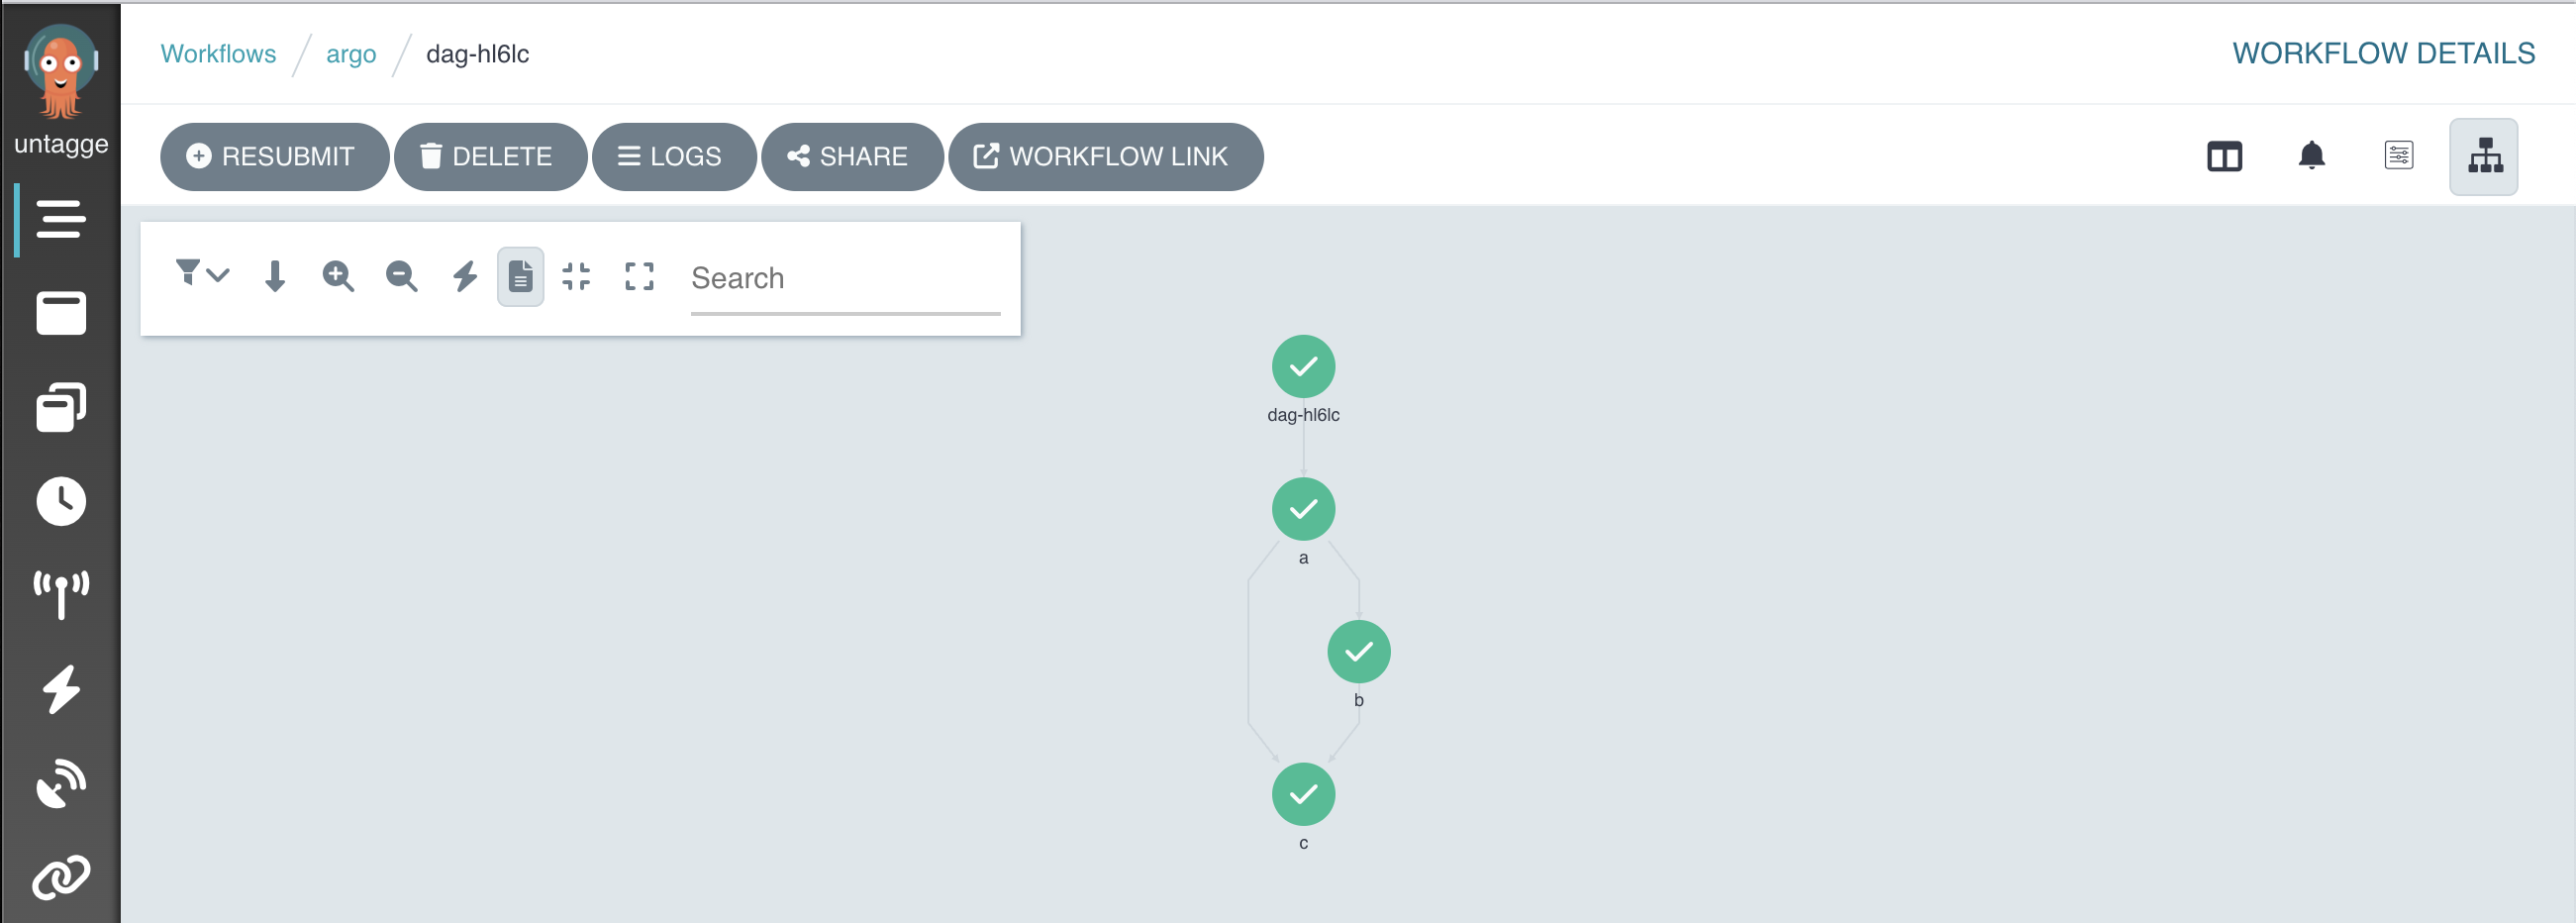 Workflows / argo / dag-hl6lc
WORKFLOW DETAILS
untagge
RESUBMIT
DELETE
LOGS
SHARE
WORKFLOW LINK
Search
dag-hl6lc
a
b
c